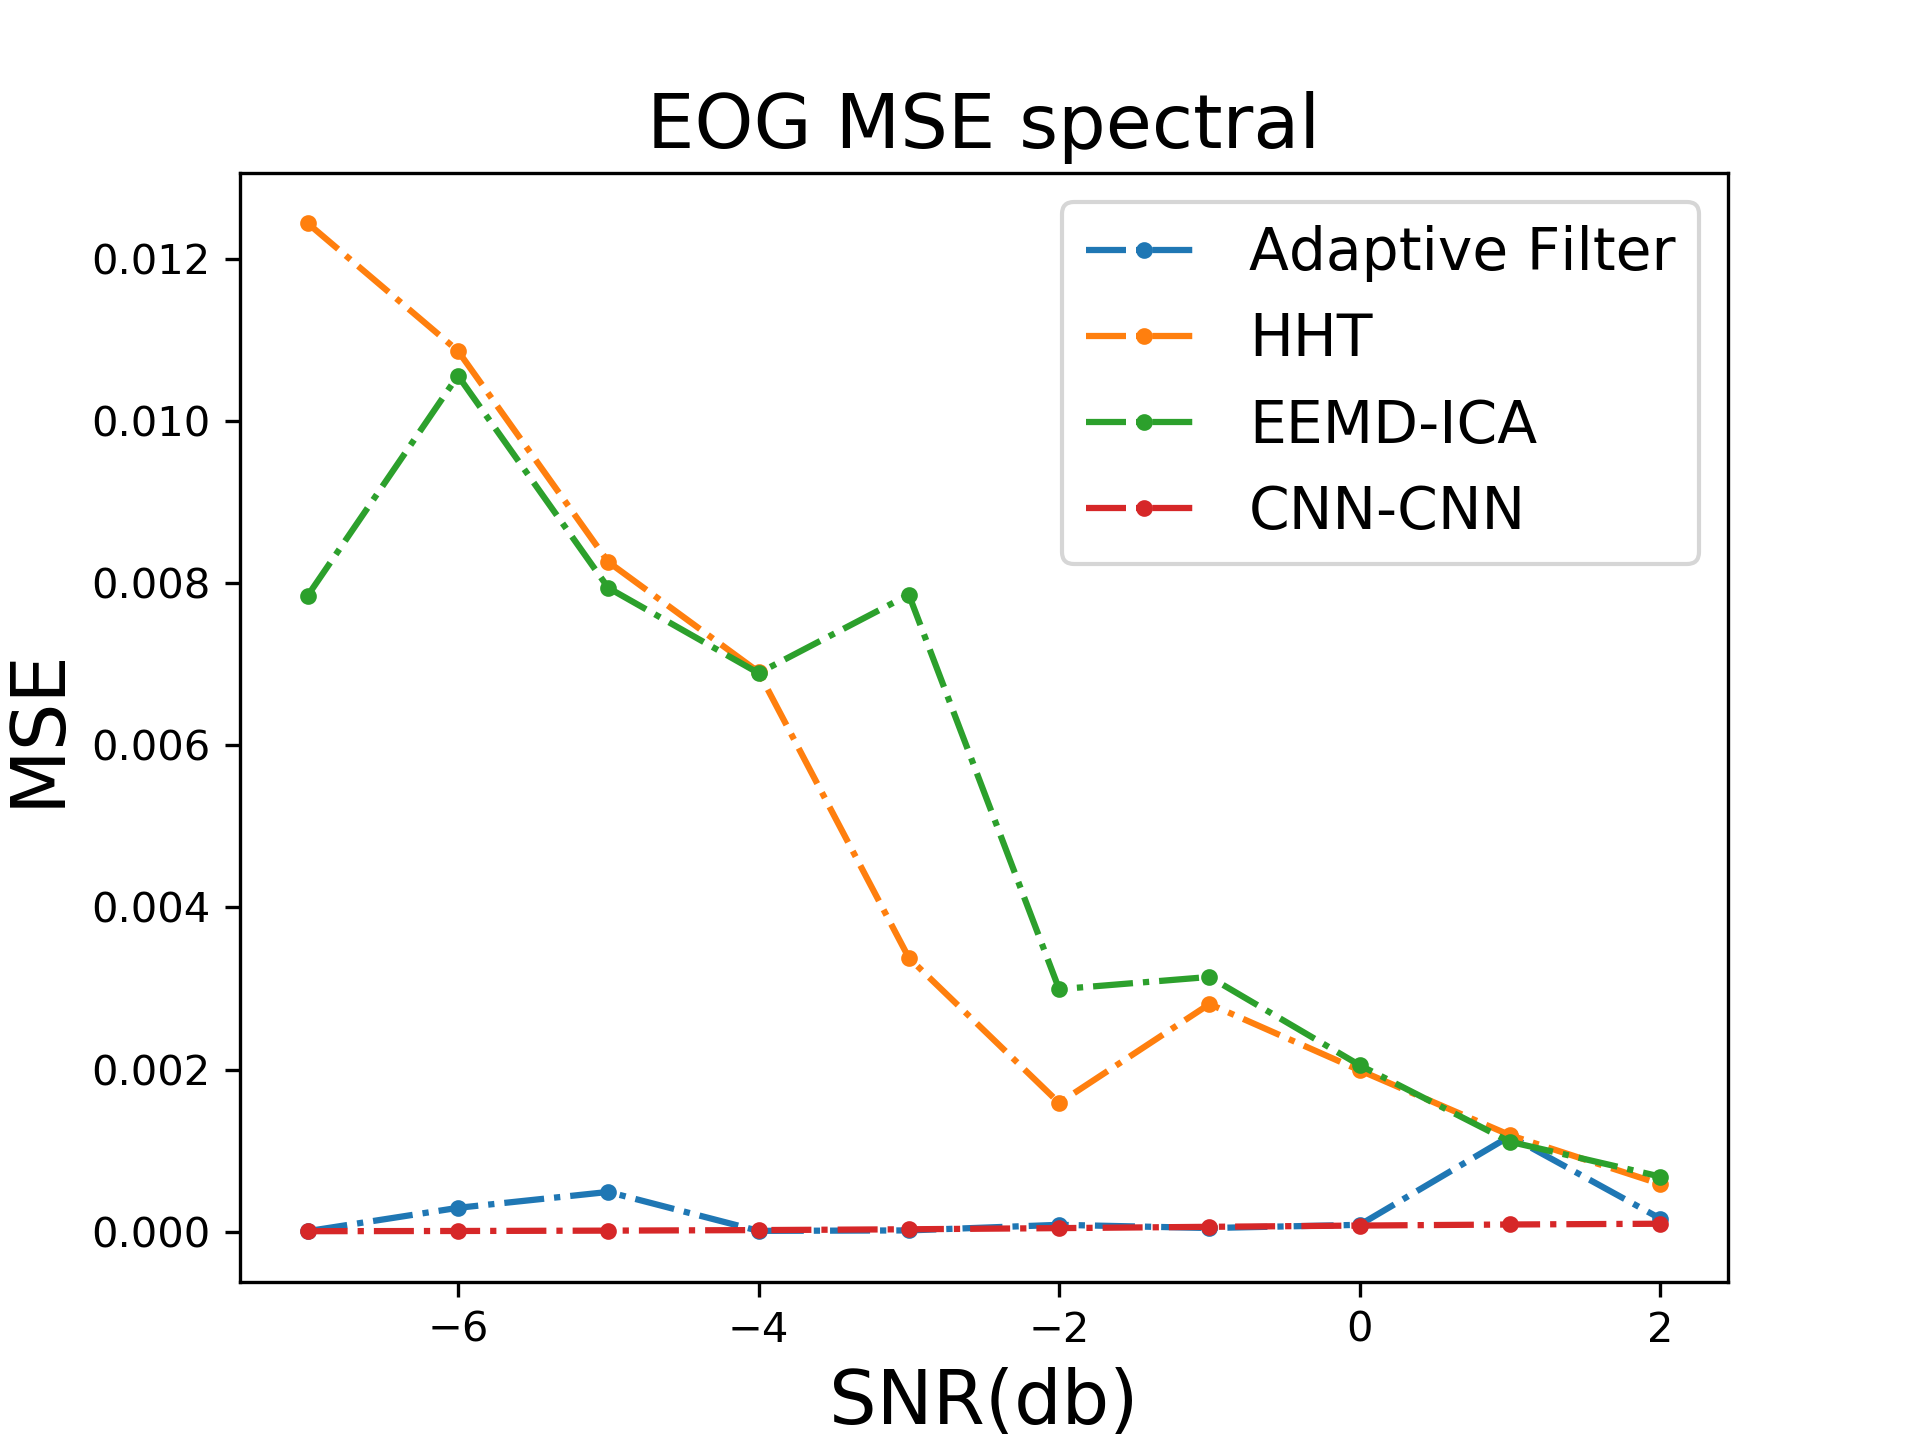 EOG MSE spectral
Adaptive Filter
HHT
EEMD-ICA
CNN-CNN
MSE
0.012
0.010
0.008
0.006
0.004
0.002
0.000
−6
−4
−2
0
2
SNR(db)